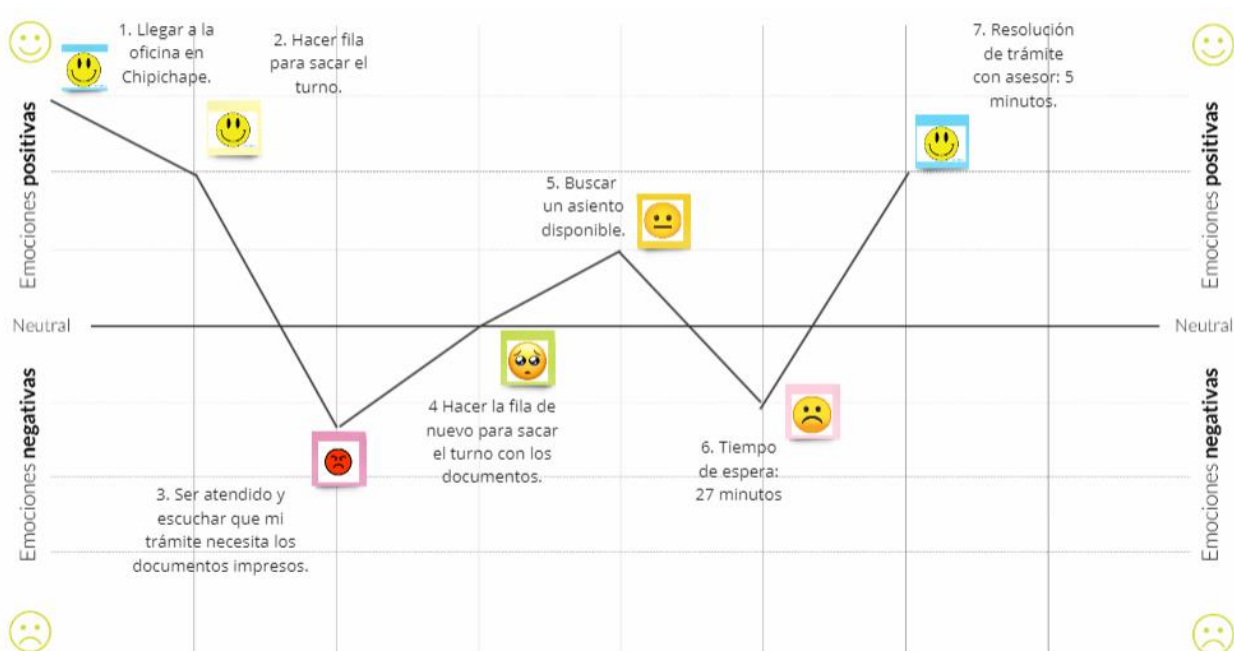 1. Llegar a la
oficina en
Chipichape.
2. Hacer fila
para sacar el
turno.
7. Resolución
de trámite
con asesor: 5
minutos.
Emociones positivas
Emociones positivas
5. Buscar
un asiento
disponible.
Neutral
Neutral
4 Hacer la fila de
nuevo para sacar
el turno con los
documentos.
6. Tiempo
de espera:
27 minutos
Emociones negativas
Emociones negativas
3. Ser atendido y
escuchar que mi
trámite necesita los
documentos impresos.